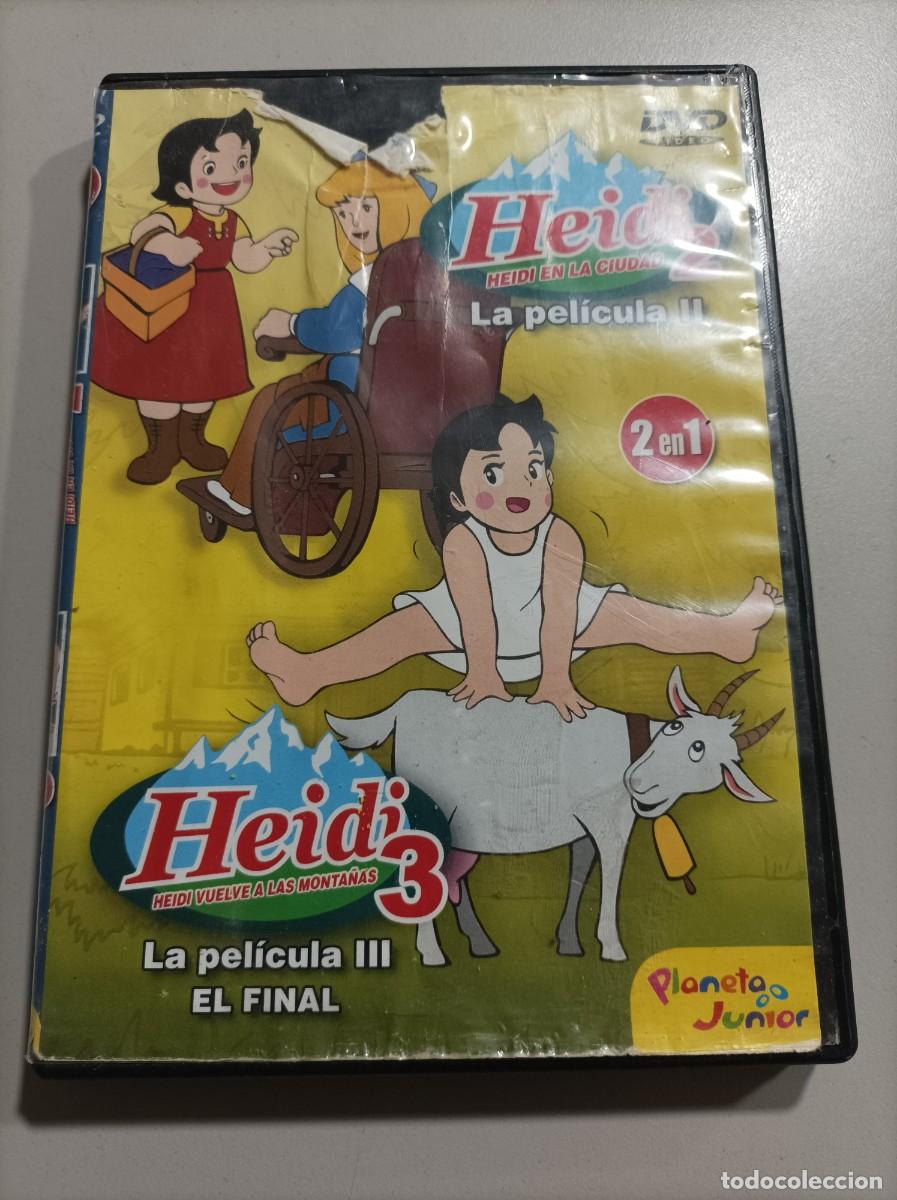 DVD
VIDEO
Heidi 2
HEIDI EN LA CIUDAD
La película II
2 en 1
Heidi 3
HEIDI VUELVE A LAS MONTAÑAS
La película III
EL FINAL
Planeta
Junior
todocoleccion